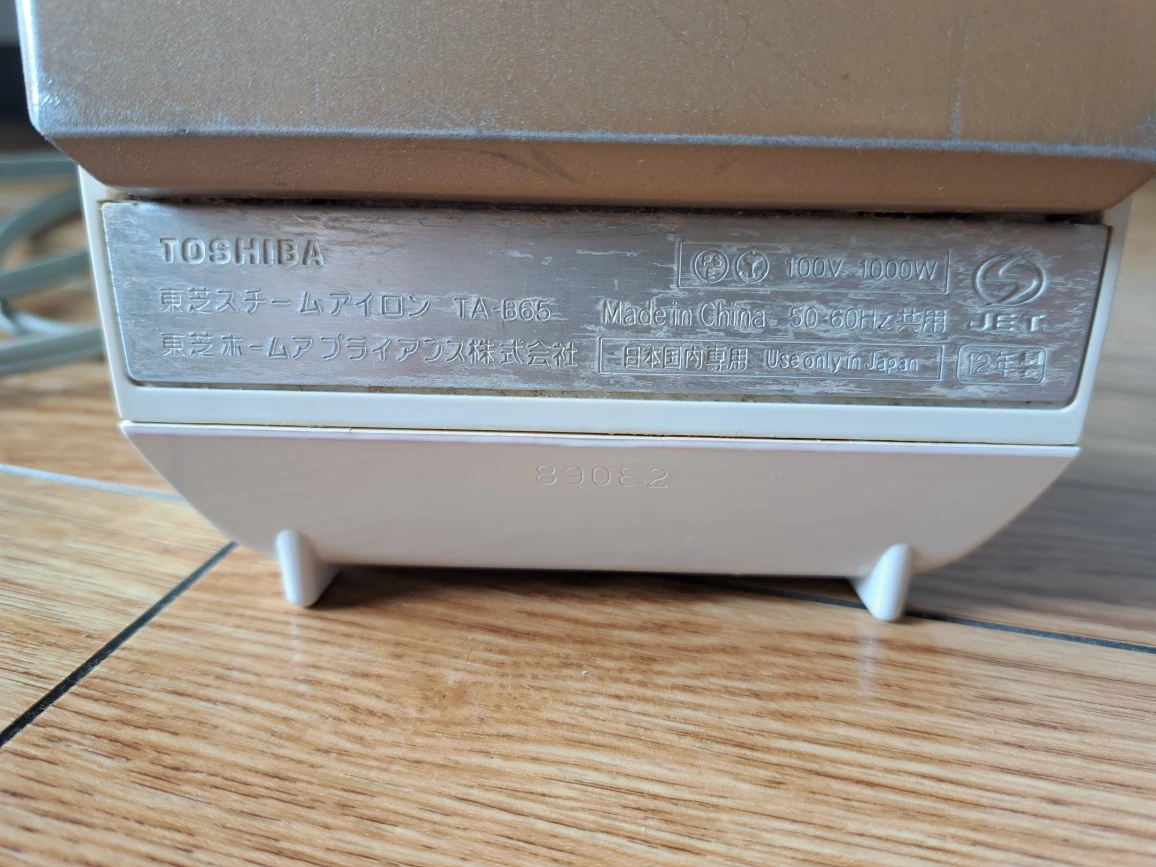 TOSHIBA
PS E 100V 1000W
東芝スチームアイロン TA-B65 Made in China 50-60Hz共用 JET
東芝ホームアプライアンス株式会社 日本国内専用 Use only in Japan 12年製
89082